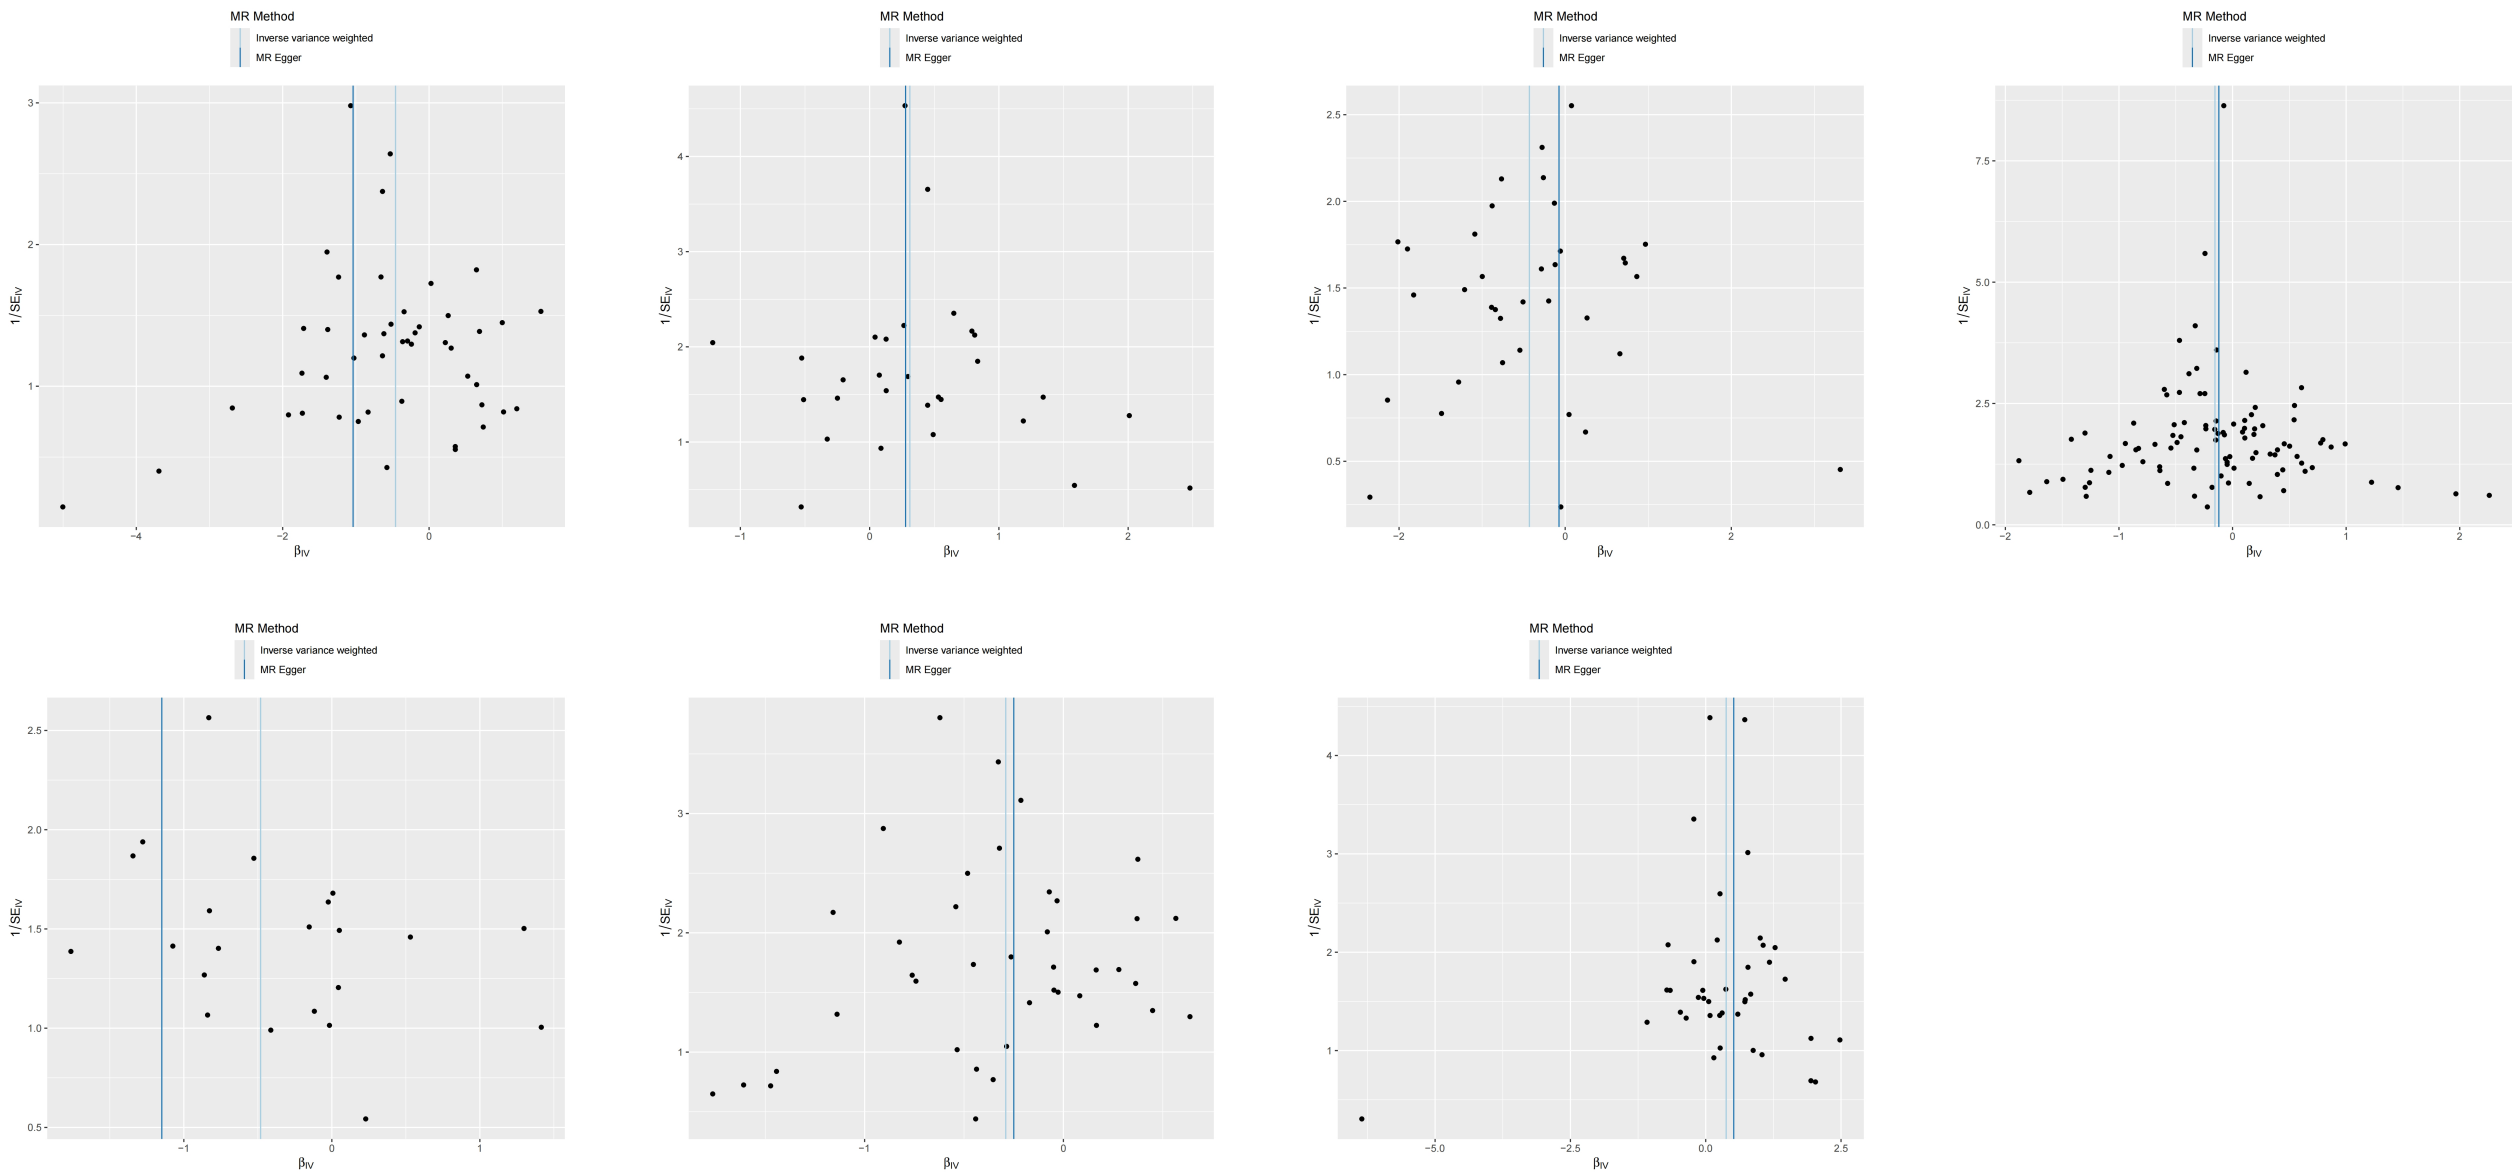 MR Method
Inverse variance weighted
MR Egger
3
2
1
1/SE_IV
−4
−2
0
β_IV
MR Method
Inverse variance weighted
MR Egger
4
3
2
1
1/SE_IV
−1
0
1
2
β_IV
MR Method
Inverse variance weighted
MR Egger
2.5
2.0
1.5
1.0
0.5
1/SE_IV
−2
0
2
β_IV
MR Method
Inverse variance weighted
MR Egger
7.5
5.0
2.5
0.0
1/SE_IV
−2
−1
0
1
2
β_IV
MR Method
Inverse variance weighted
MR Egger
2.5
2.0
1.5
1.0
0.5
1/SE_IV
−1
0
1
β_IV
MR Method
Inverse variance weighted
MR Egger
3
2
1
1/SE_IV
−1
0
β_IV
MR Method
Inverse variance weighted
MR Egger
4
3
2
1
1/SE_IV
−5.0
−2.5
0.0
2.5
β_IV